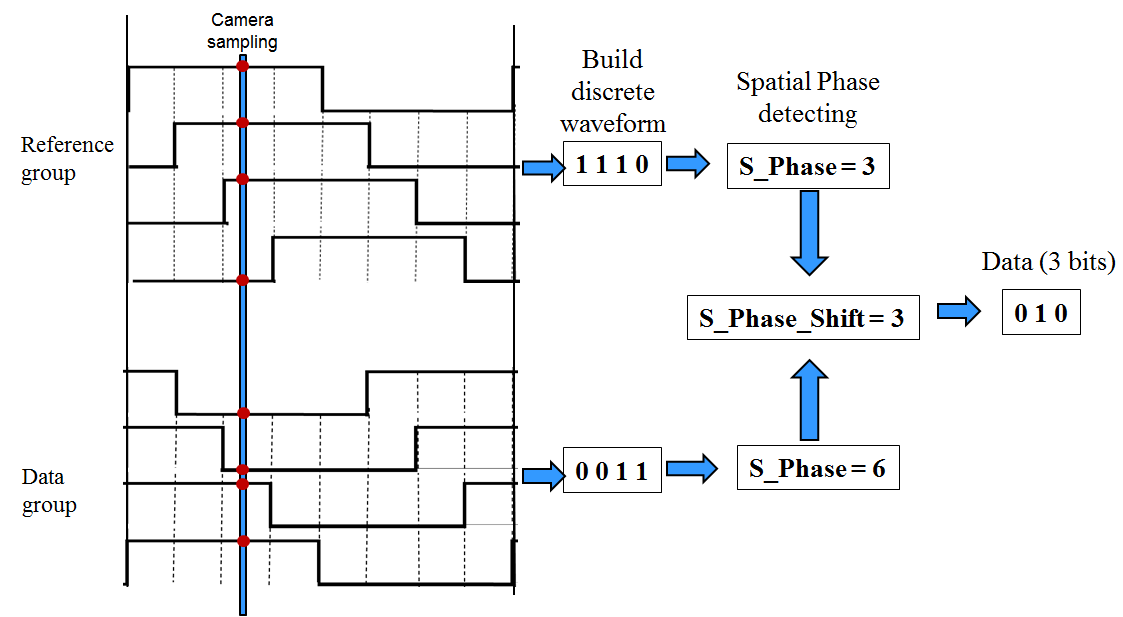 Camera
sampling
Reference
group
Build
discrete
waveform
1 1 1 0
Spatial Phase
detecting
S_Phase = 3
Data (3 bits)
S_Phase_Shift = 3
0 1 0
Data
group
0 0 1 1
S_Phase = 6